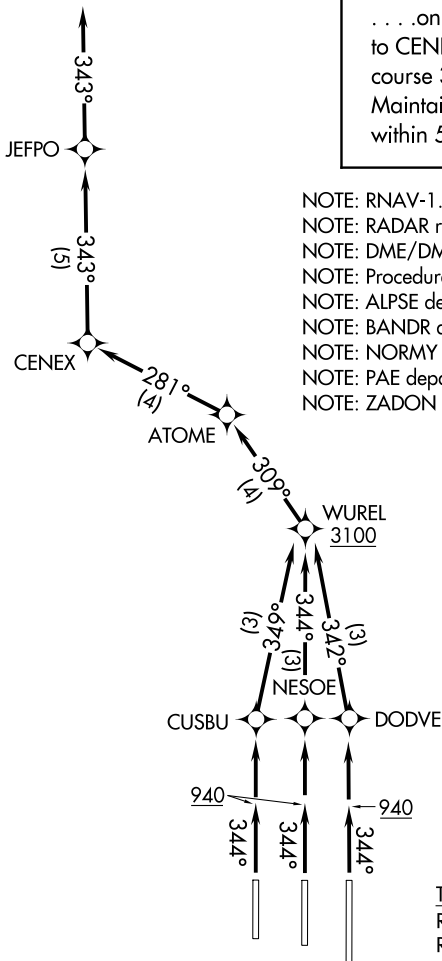 . . . .on
to CENE
course 3
Maintai
within 5
343°
JEFPO
343°
(5)
NOTE: RNAV-1.
NOTE: RADAR r
NOTE: DME/DM
NOTE: Procedur
NOTE: ALPSE de
NOTE: BANDR d
NOTE: NORMY
NOTE: PAE depa
NOTE: ZADON
CENEX
281°
(4)
ATOME
309°
(4)
WUREL
3100
(3)
349°
344°
(3)
342°
(3)
NESOE
CUSBU
DODVE
940
940
344°
344°
344°
T
R
R